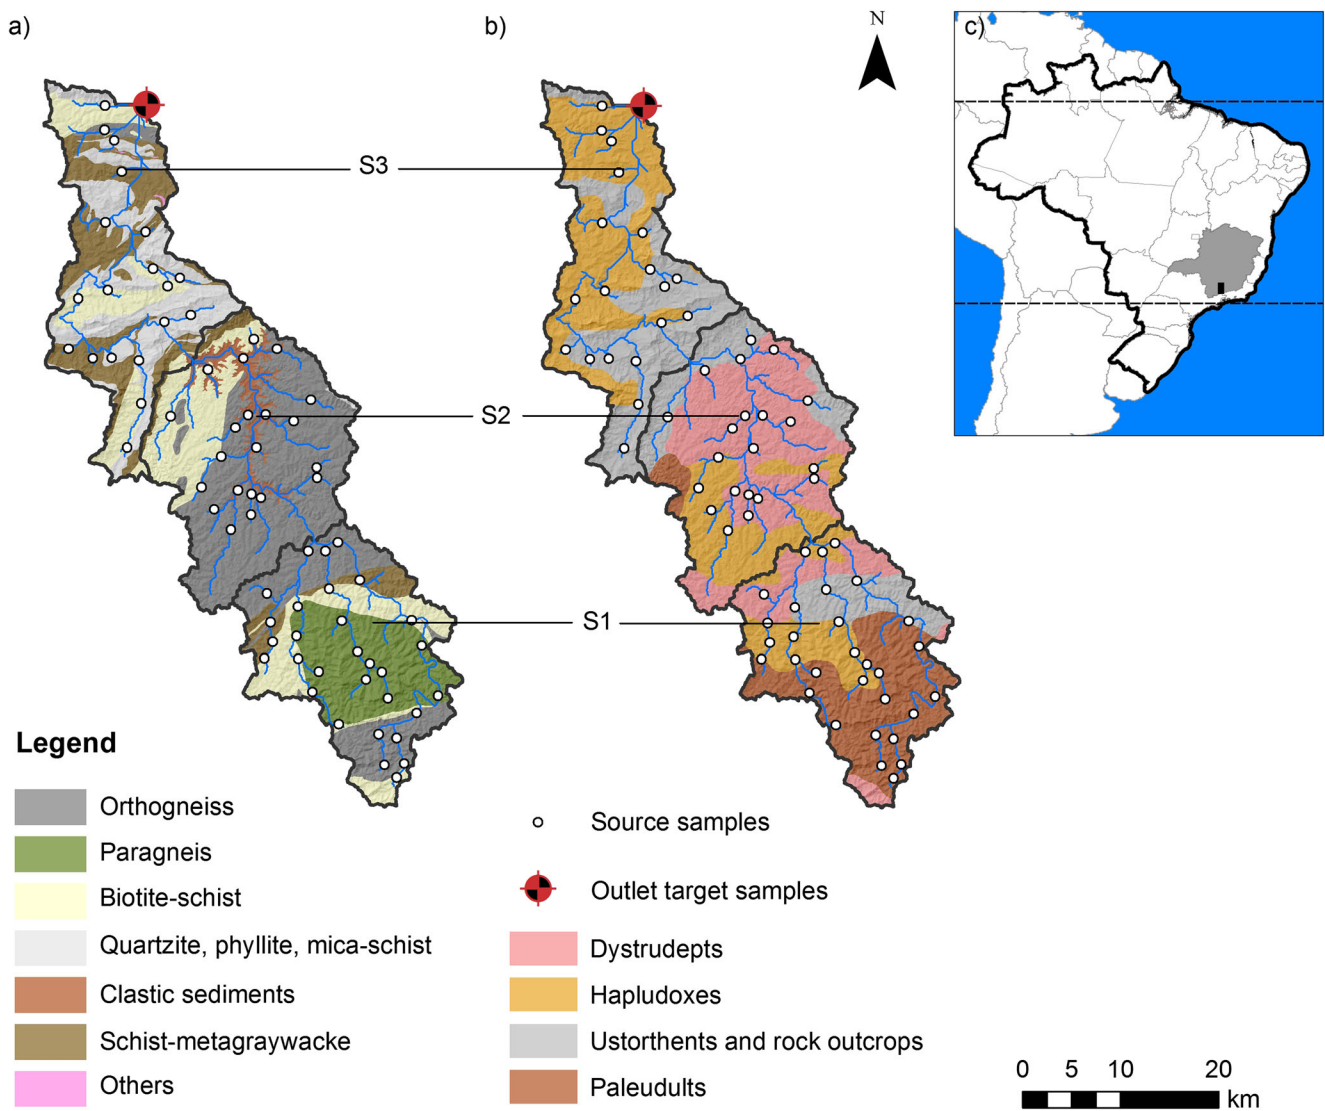 a)
b)
N
c)
S3
S2
S1
Legend
Orthogneiss
Paragneis
Biotite-schist
Quartzite, phyllite, mica-schist
Clastic sediments
Schist-metagraywacke
Others
Source samples
Outlet target samples
Dystrudepts
Hapludoxes
Ustorthents and rock outcrops
Paleudults
0 5 10 20
km